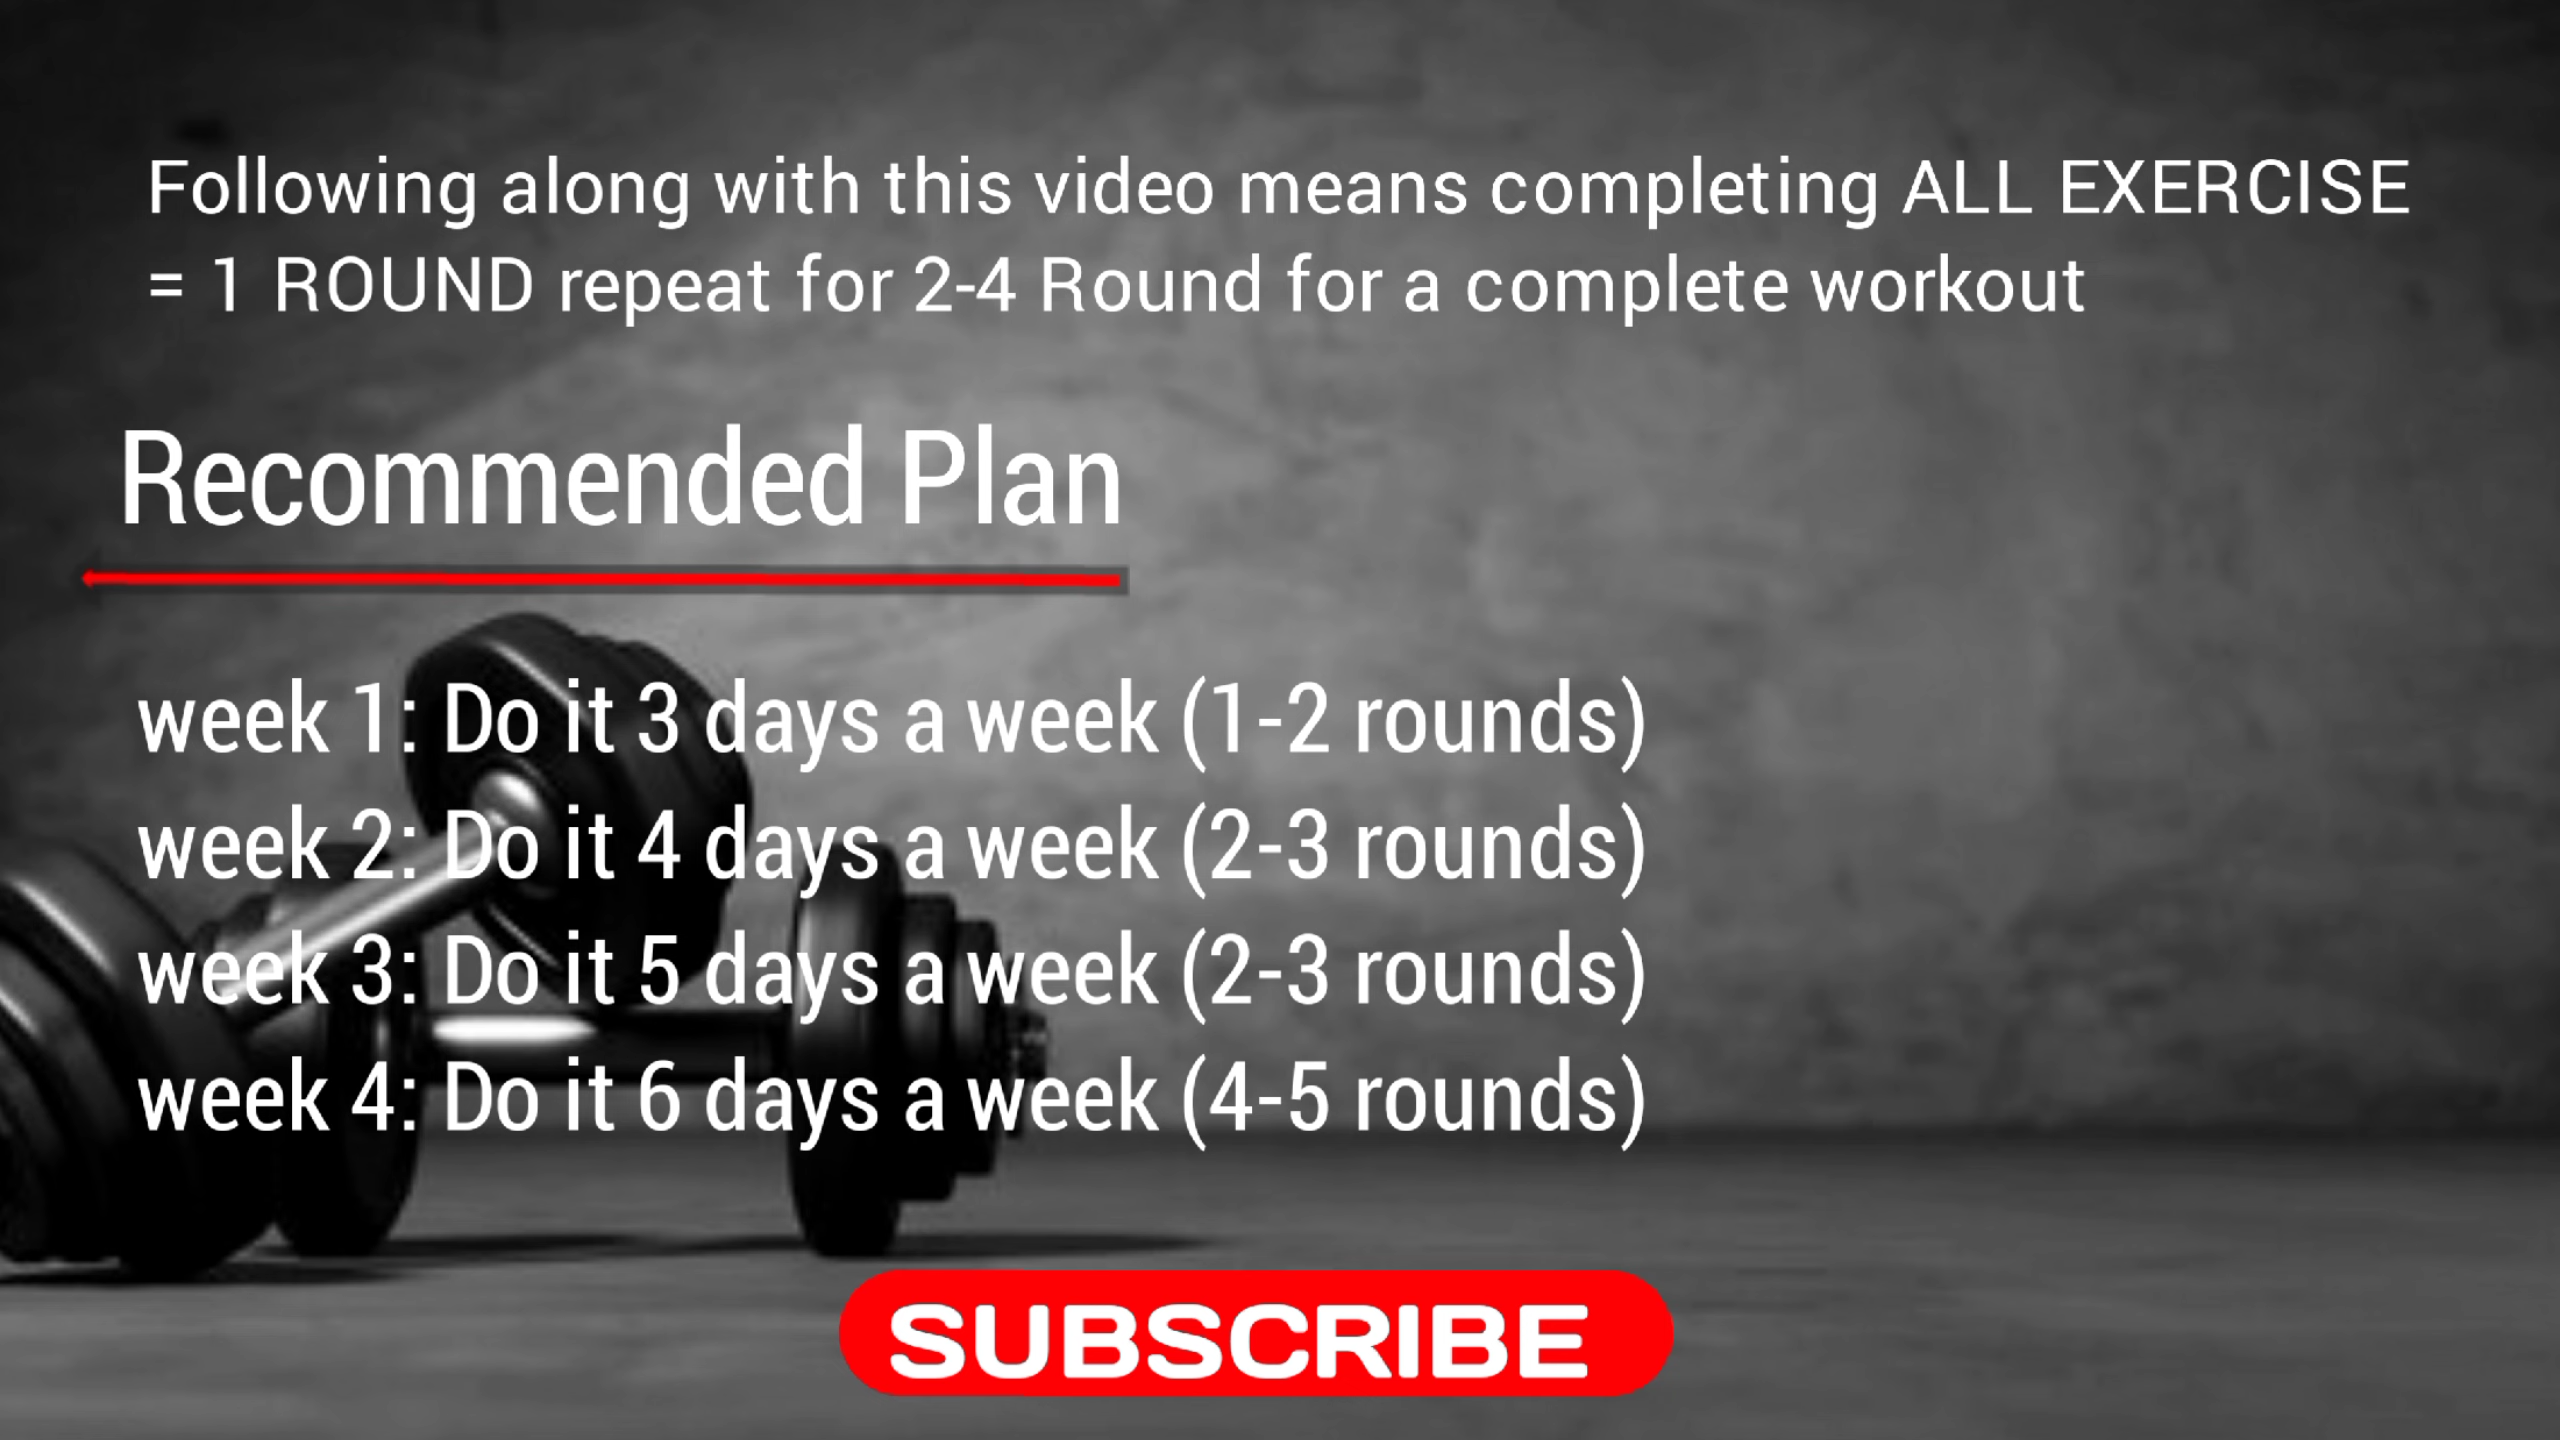 Following along with this video means completing ALL EXERCISE
= 1 ROUND repeat for 2-4 Round for a complete workout
Recommended Plan
week 1: Do it 3 days a week (1-2 rounds)
week 2: Do it 4 days a week (2-3 rounds)
week 3: Do it 5 days a week (2-3 rounds)
week 4: Do it 6 days a week (4-5 rounds)
SUBSCRIBE